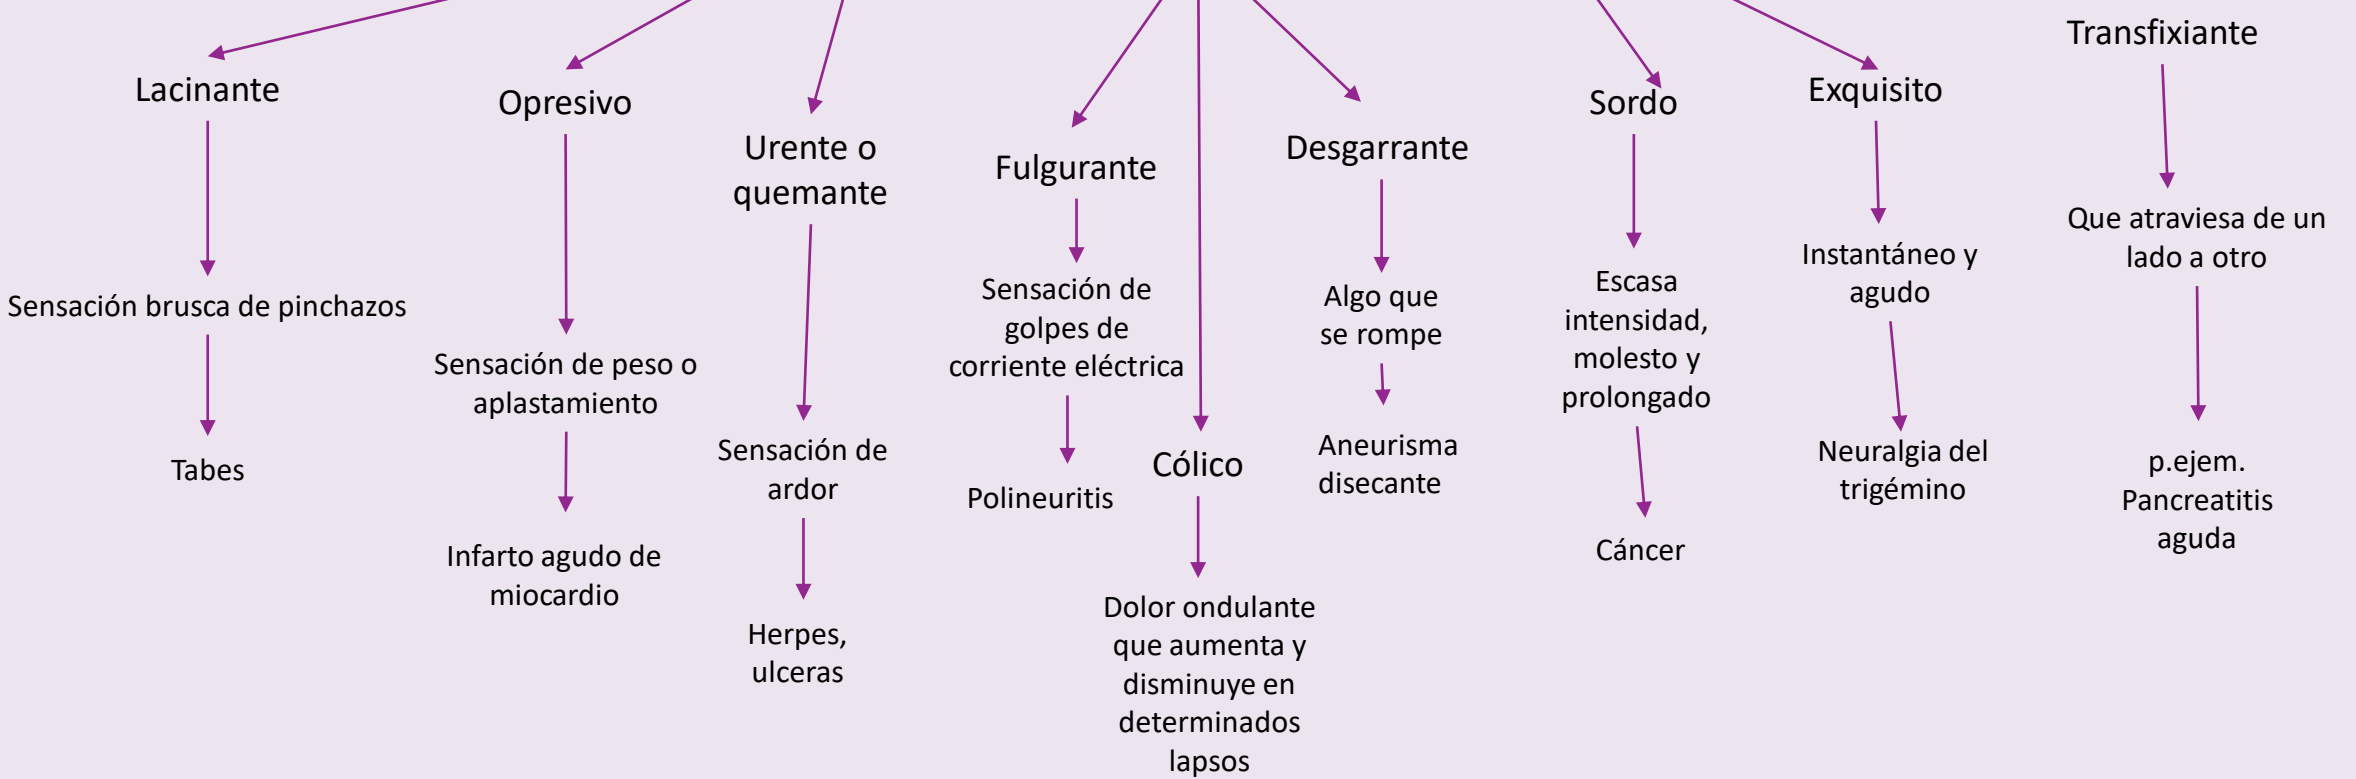 Lacinante
Sensación brusca de pinchazos
Tabes
Opresivo
Sensación de peso o
aplastamiento
Infarto agudo de
miocardio
Urente o
quemante
Sensación de
ardor
Herpes,
ulceras
Fulgurante
Sensación de
golpes de
corriente eléctrica
Polineuritis
Cólico
Dolor ondulante
que aumenta y
disminuye en
determinados
lapsos
Desgarrante
Algo que
se rompe
Aneurisma
disecante
Sordo
Escasa
intensidad,
molesto y
prolongado
Cáncer
Exquisito
Instantáneo y
agudo
Neuralgia del
trigémino
Transfixiante
Que atraviesa de un
lado a otro
p.ejem.
Pancreatitis
aguda